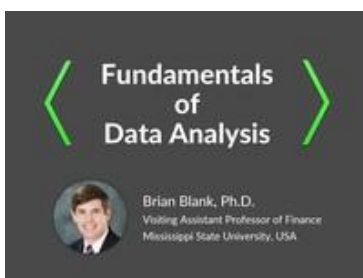 Fundamentals
of
Data Analysis
Brian Blank, Ph.D.
Visiting Assistant Professor of Finance
Mississippi State University, USA